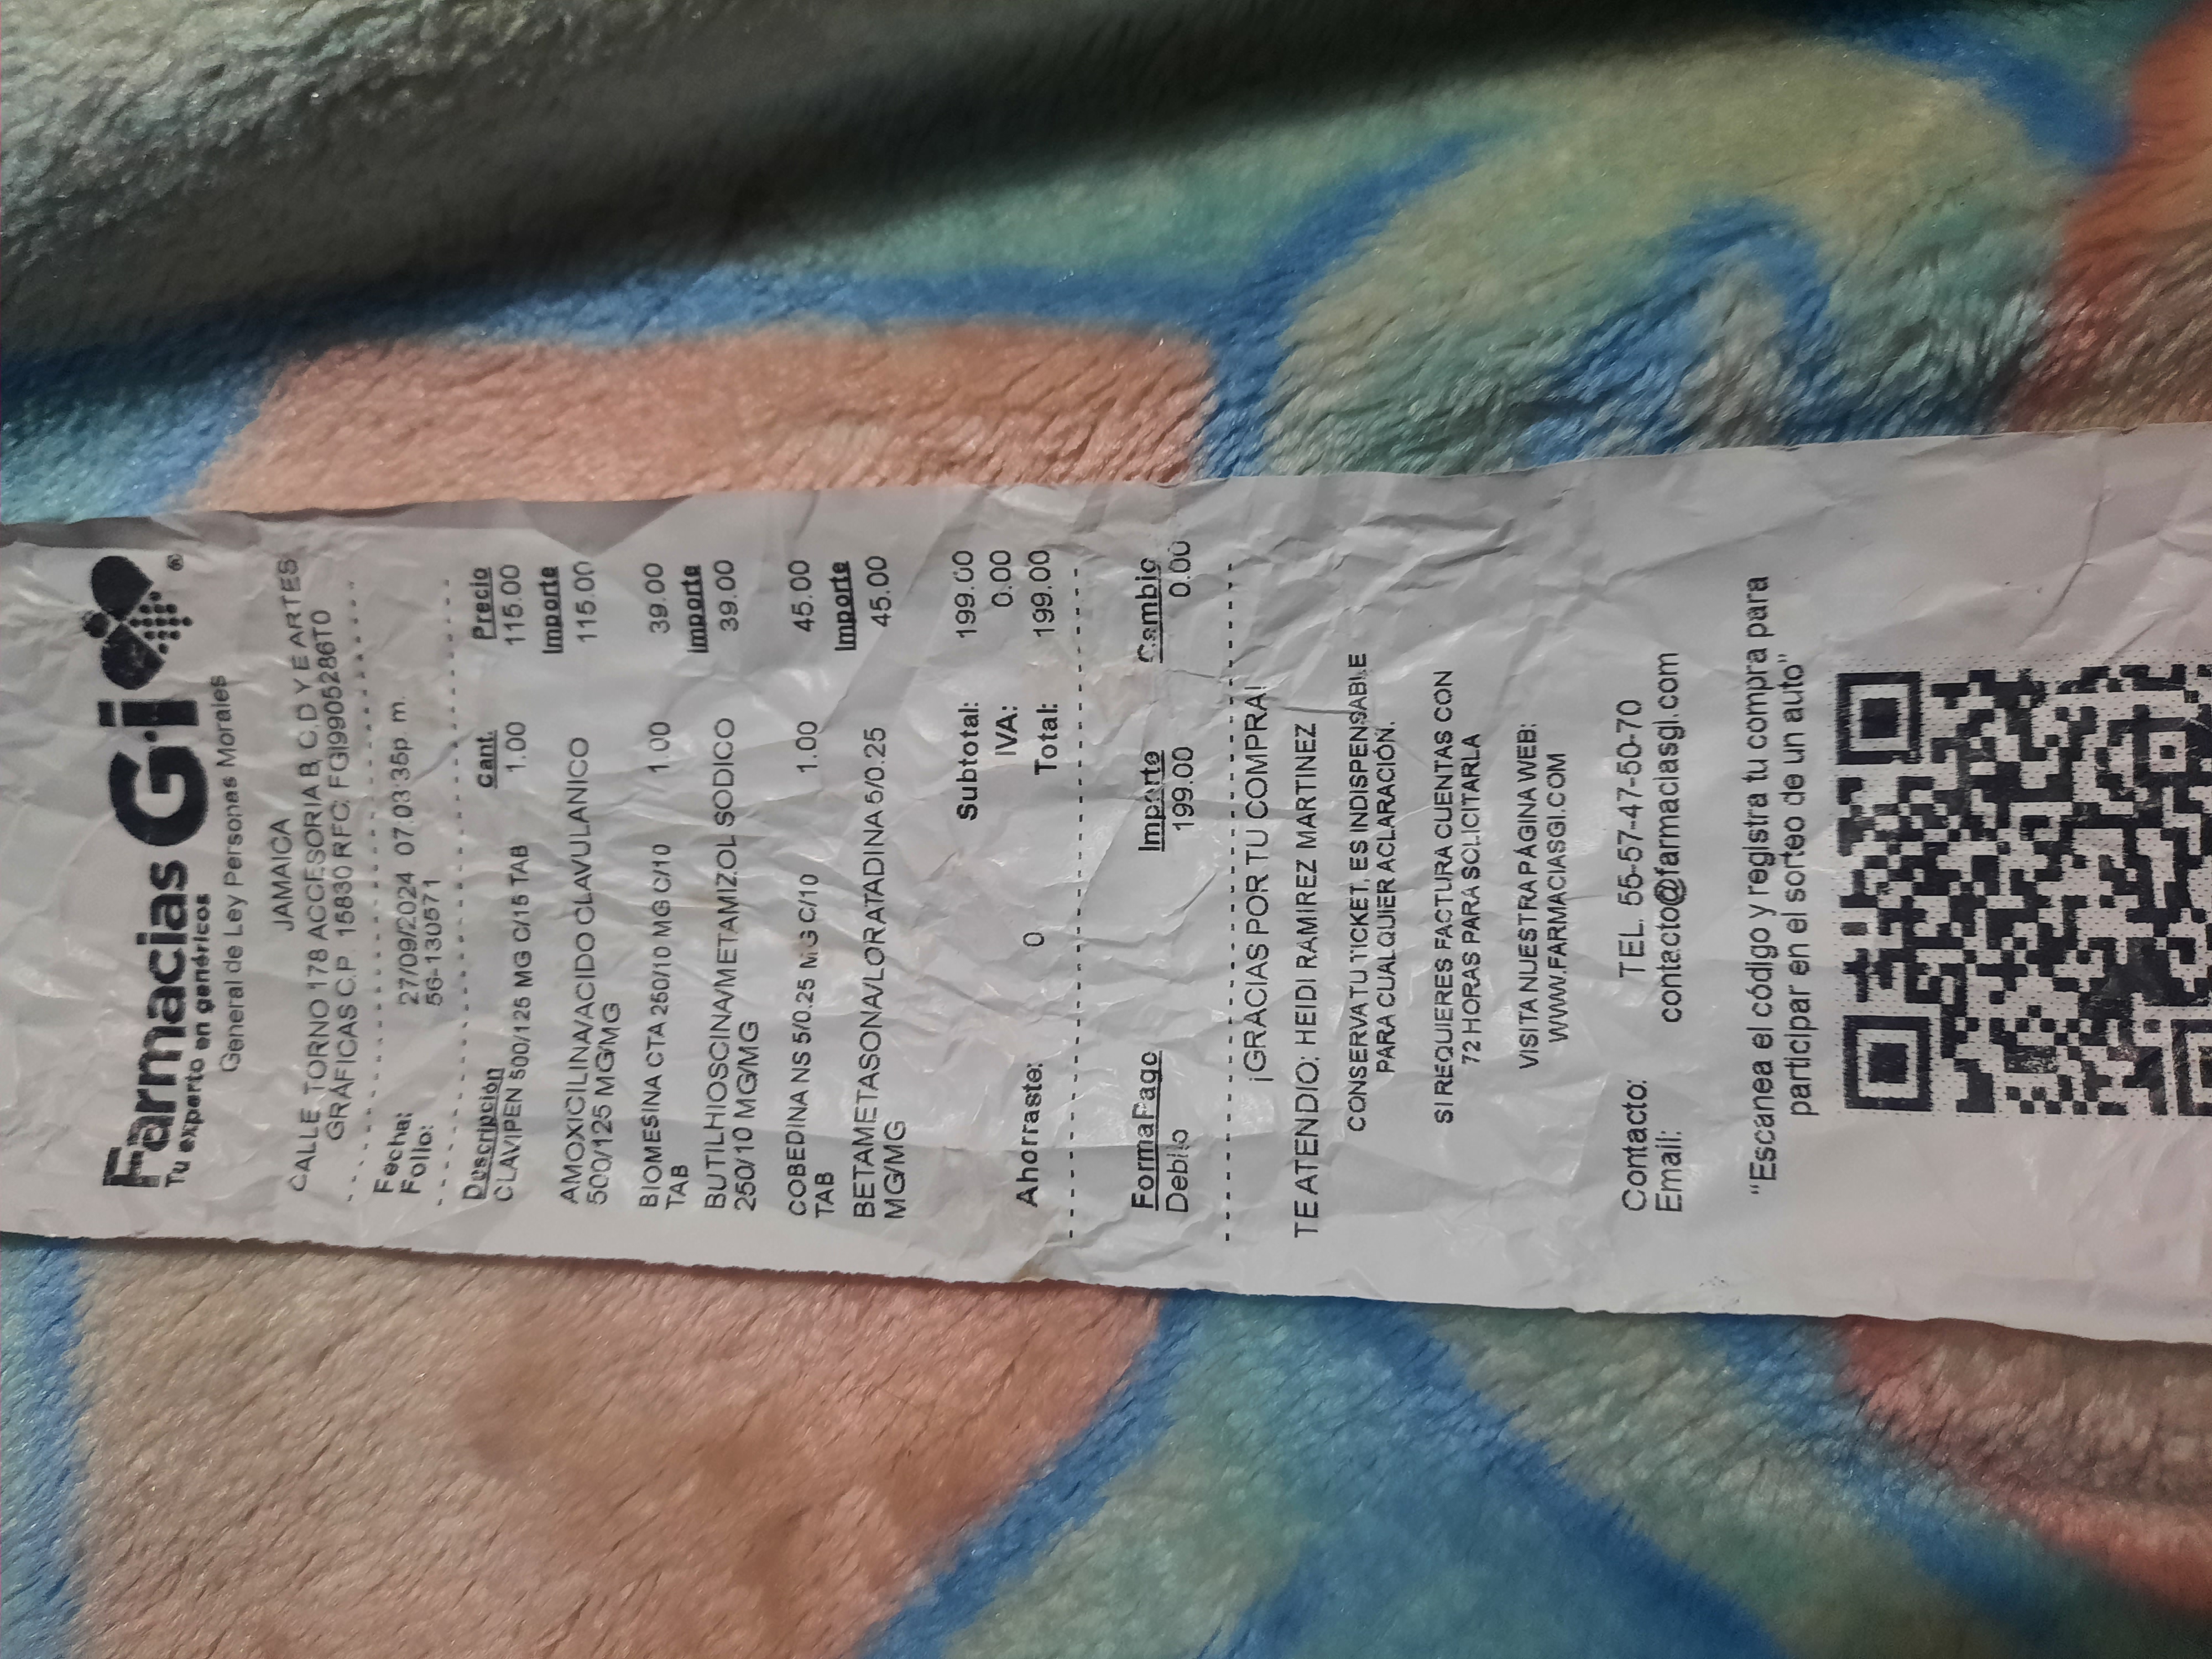 Farmacias Gi
®
Tu experto en genéricos
General de Ley Personas Morales
JAMAICA
CALLE. TORNO 178 ACCESORIA B, C, D Y E ARTES
GRÁFICAS C.P. 15830 RFC: FGI9905286T0
Fecha: 27/09/2024 07:03:35p. m.
Folio: 56-130571
Descripción Cant. Precio
CLAVIPEN 500/125 MG C/15 TAB 1.00 115.00
Importe
AMOXICILINA/ACIDO CLAVULANICO 115.00
500/125 MG/MG
BIOMESINA CTA 250/10 MG C/10 1.00 39.00
TAB
Importe
BUTILHIOSCINA/METAMIZOL SODICO 39.00
250/10 MG/MG
COBEDINA NS 5/0.25 MG C/10 1.00 45.00
TAB
Importe
BETAMETASONA/LORATADINA 5/0.25 45.00
MG/MG
Subtotal: 199.00
IVA: 0.00
Ahorraste: 0 Total: 199.00
FormaPago Importe Cambio
Debito 199.00 0.00
¡GRACIAS POR TU COMPRA!
TE ATENDIO: HEIDI RAMIREZ MARTINEZ
CONSERVA TU TICKET, ES INDISPENSABLE
PARA CUALQUIER ACLARACIÓN.
SI REQUIERES FACTURA CUENTAS CON
72 HORAS PARA SOLICITARLA
VISITA NUESTRA PÁGINA WEB:
WWW.FARMACIASGI.COM
Contacto: TEL. 55-57-47-50-70
Email: contacto@farmaciasgi.com
"Escanea el código y registra tu compra para
participar en el sorteo de un auto"